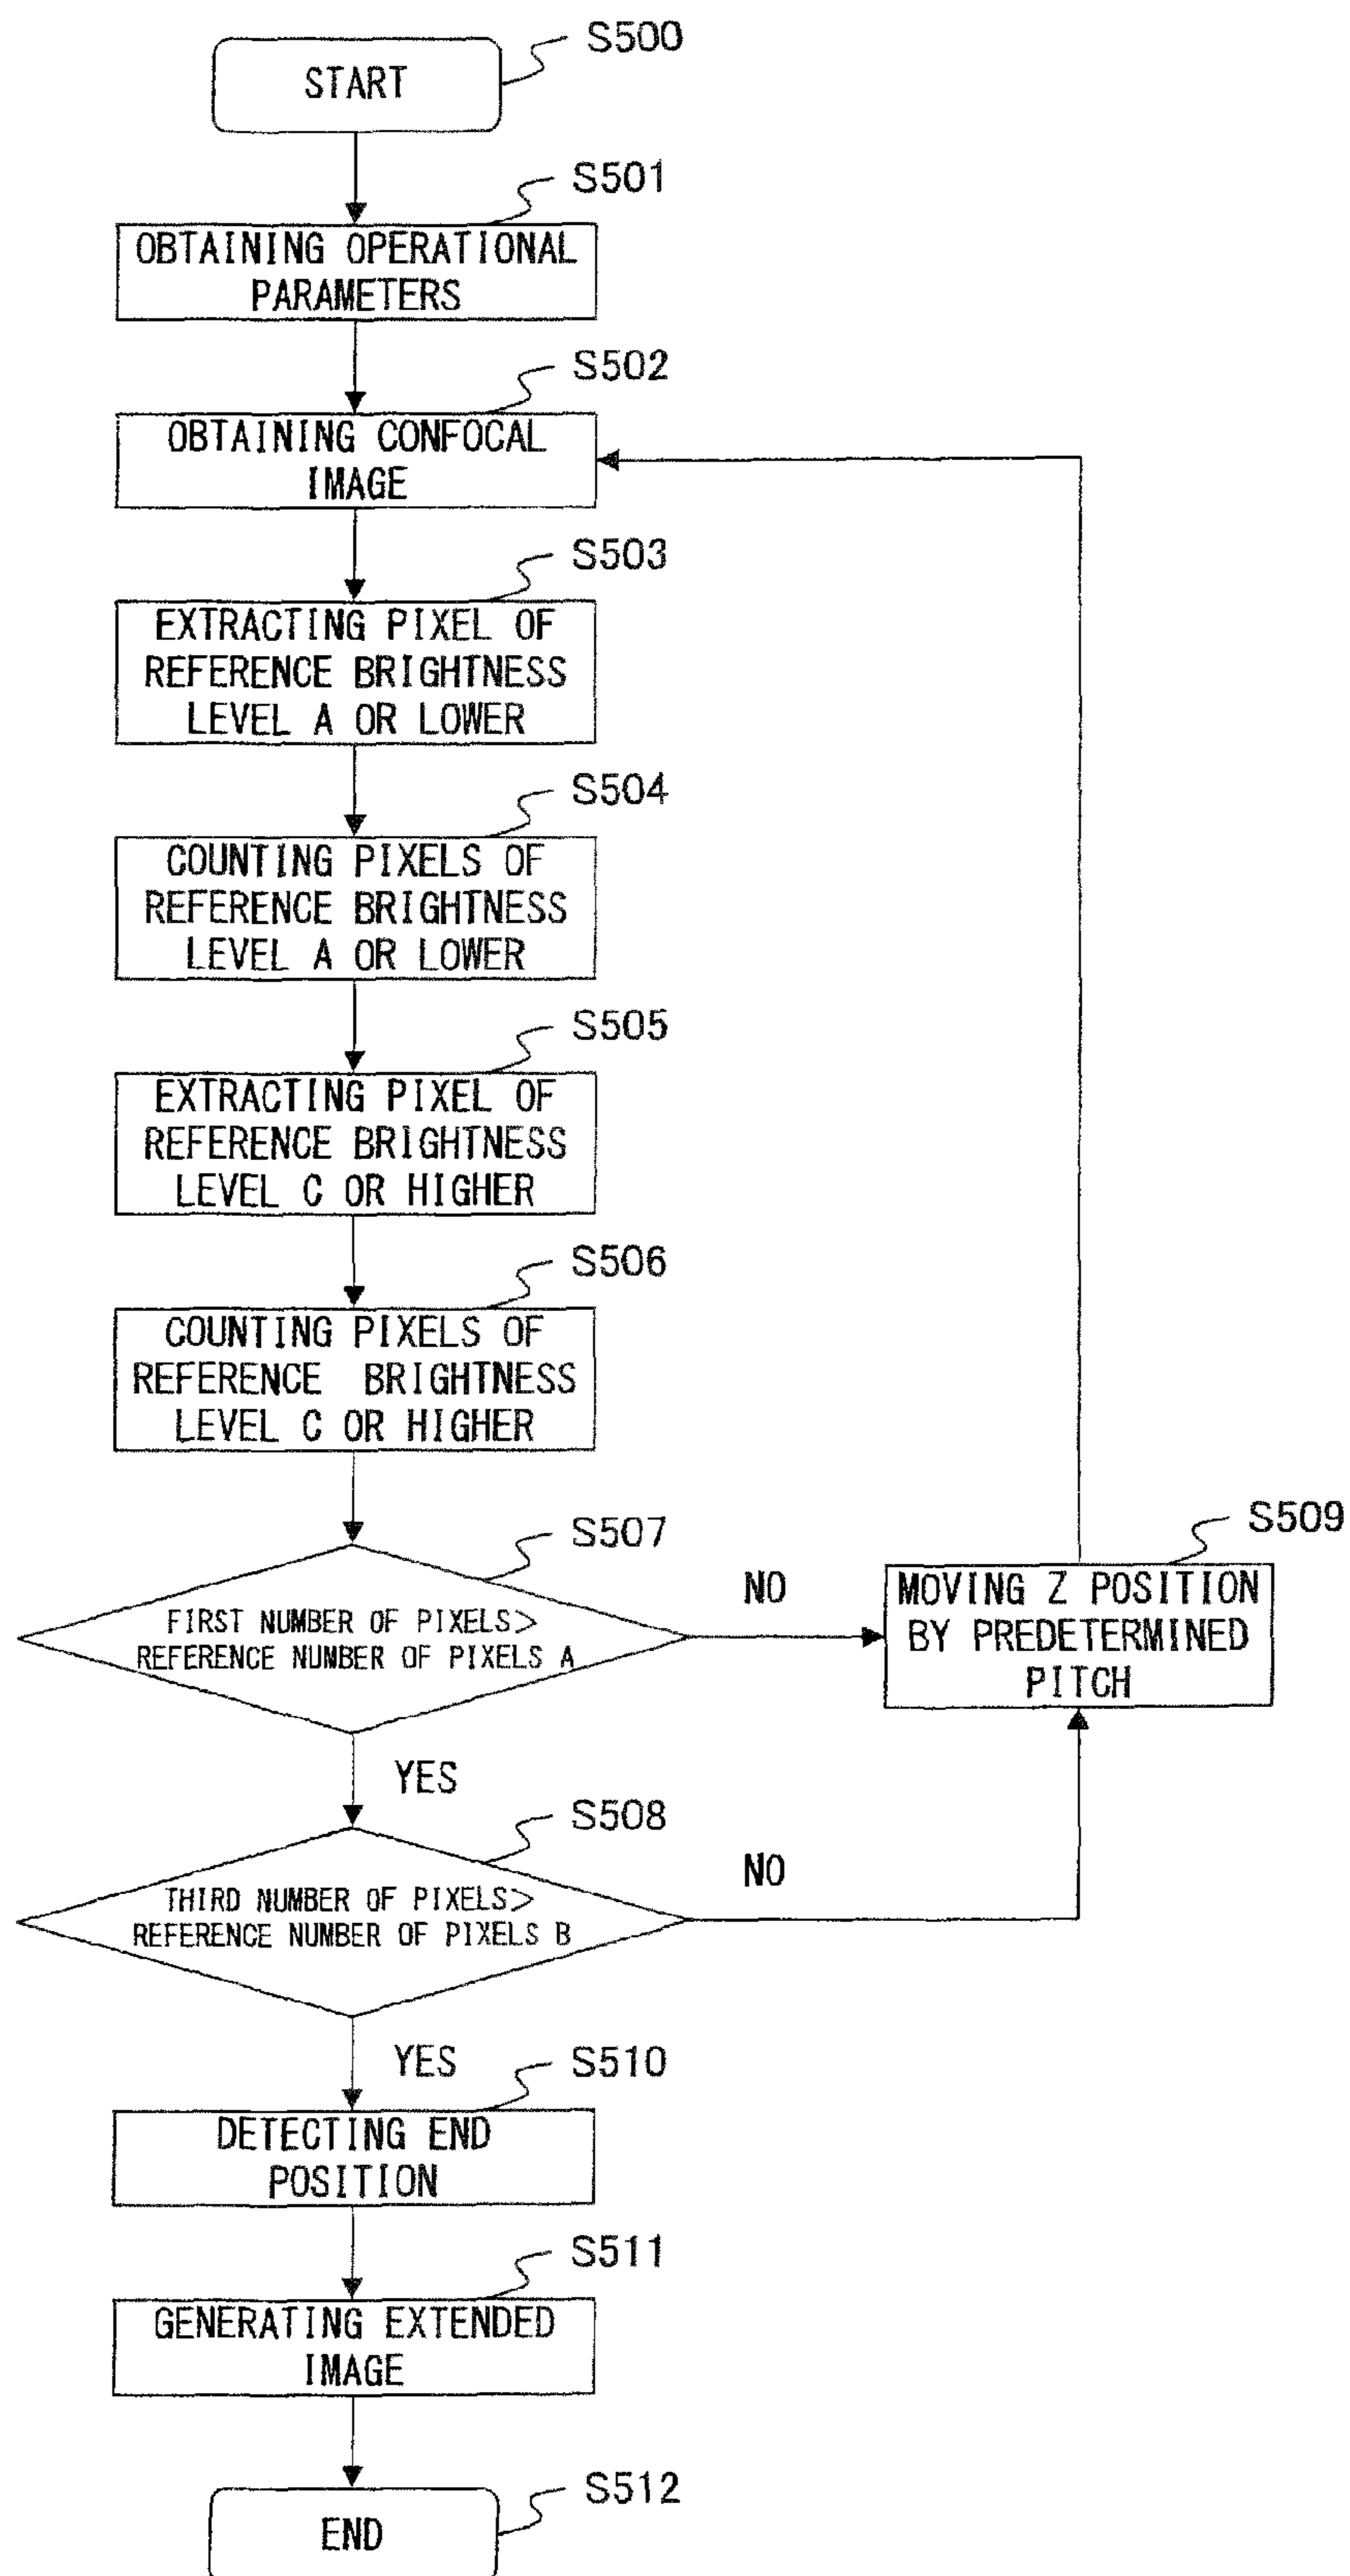 S500
START
S501
OBTAINING OPERATIONAL
PARAMETERS
S502
OBTAINING CONFOCAL
IMAGE
S503
EXTRACTING PIXEL OF
REFERENCE BRIGHTNESS
LEVEL A OR LOWER
S504
COUNTING PIXELS OF
REFERENCE BRIGHTNESS
LEVEL A OR LOWER
S505
EXTRACTING PIXEL OF
REFERENCE BRIGHTNESS
LEVEL C OR HIGHER
S506
COUNTING PIXELS OF
REFERENCE BRIGHTNESS
LEVEL C OR HIGHER
S507
FIRST NUMBER OF PIXELS>
REFERENCE NUMBER OF PIXELS A
NO
S509
MOVING Z POSITION
BY PREDETERMINED
PITCH
YES
S508
THIRD NUMBER OF PIXELS>
REFERENCE NUMBER OF PIXELS B
NO
YES
S510
DETECTING END
POSITION
S511
GENERATING EXTENDED
IMAGE
S512
END